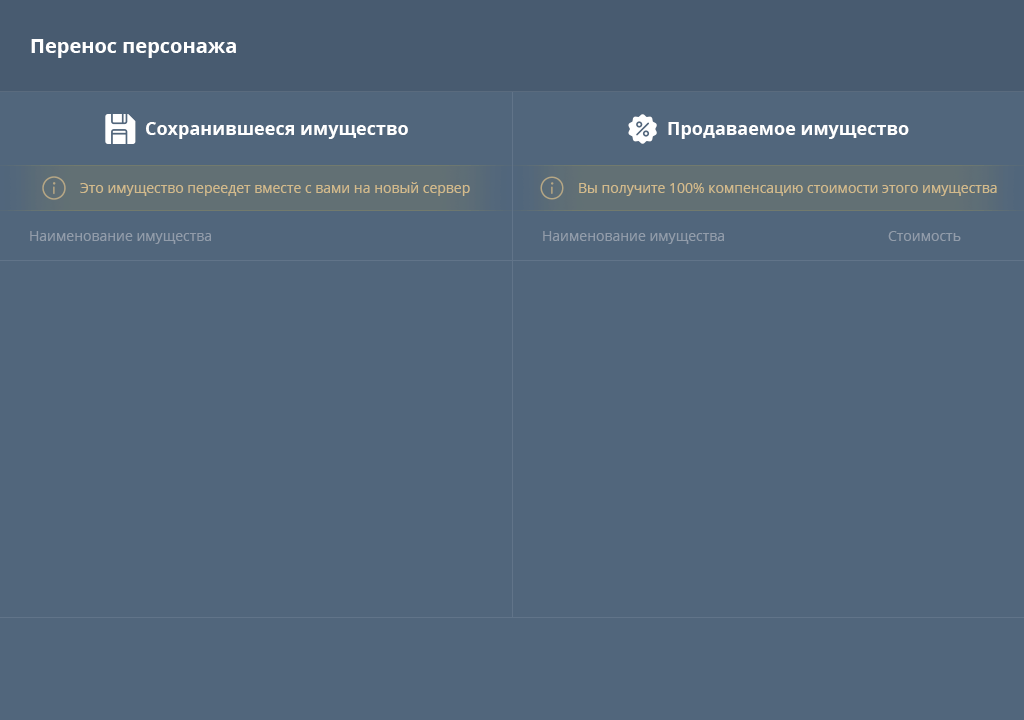 Перенос персонажа
Сохранившееся имущество
Продаваемое имущество
Это имущество переедет вместе с вами на новый сервер
Вы получите 100% компенсацию стоимости этого имущества
Наименование имущества
Наименование имущества
Стоимость